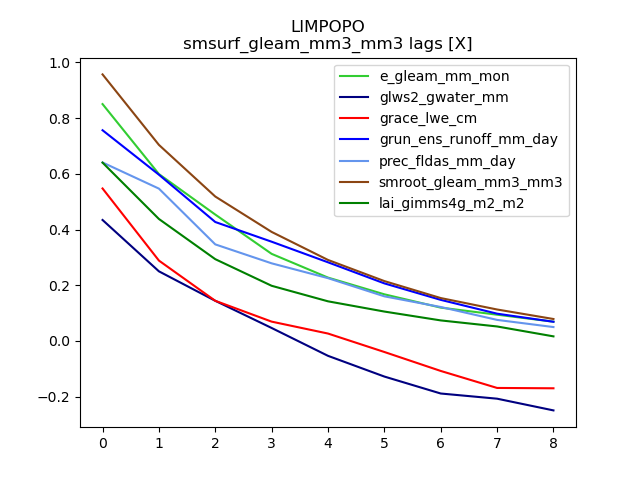 LIMPOPO
smsurf_gleam_mm3_mm3 lags [X]
1.0
0.8
0.6
0.4
0.2
0.0
−0.2
e_gleam_mm_mon
glws2_gwater_mm
grace_lwe_cm
grun_ens_runoff_mm_day
prec_fldas_mm_day
smroot_gleam_mm3_mm3
lai_gimms4g_m2_m2
0 1 2 3 4 5 6 7 8